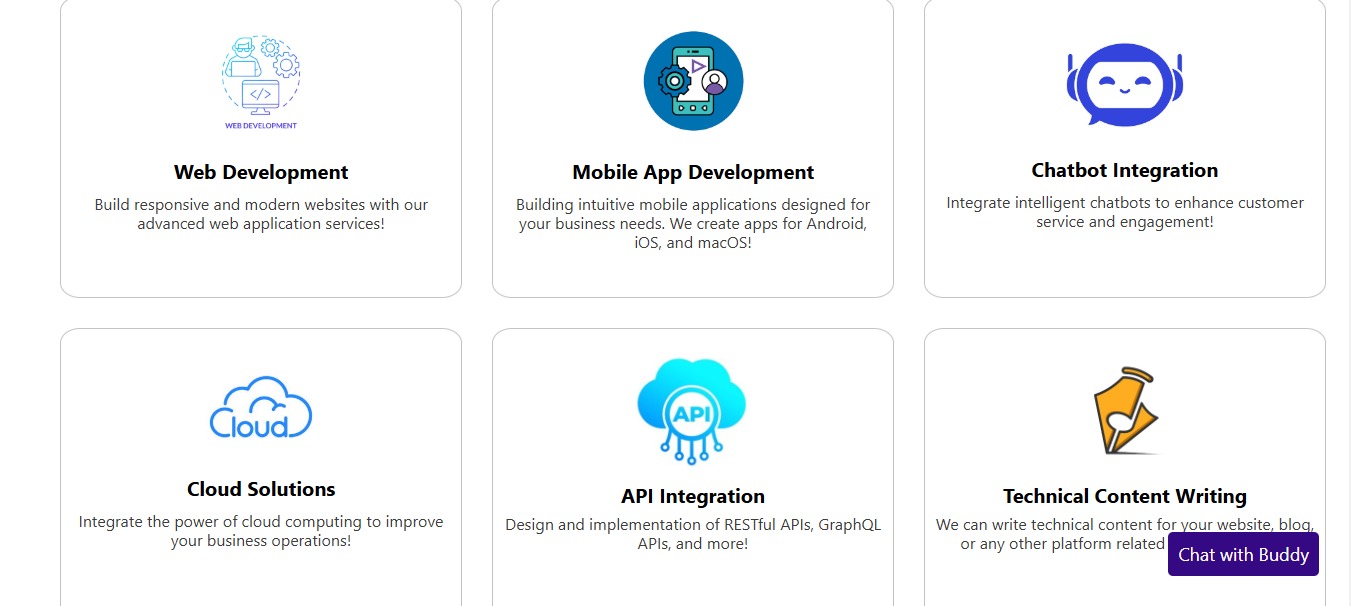 WEB DEVELOPMENT
Web Development
Build responsive and modern websites with our
advanced web application services!
Mobile App Development
Building intuitive mobile applications designed for
your business needs. We create apps for Android,
iOS, and macOS!
Chatbot Integration
Integrate intelligent chatbots to enhance customer
service and engagement!
cloud
Cloud Solutions
Integrate the power of cloud computing to improve
your business operations!
API
API Integration
Design and implementation of RESTful APIs, GraphQL
APIs, and more!
Technical Content Writing
We can write technical content for your website, blog,
or any other platform related
Chat with Buddy